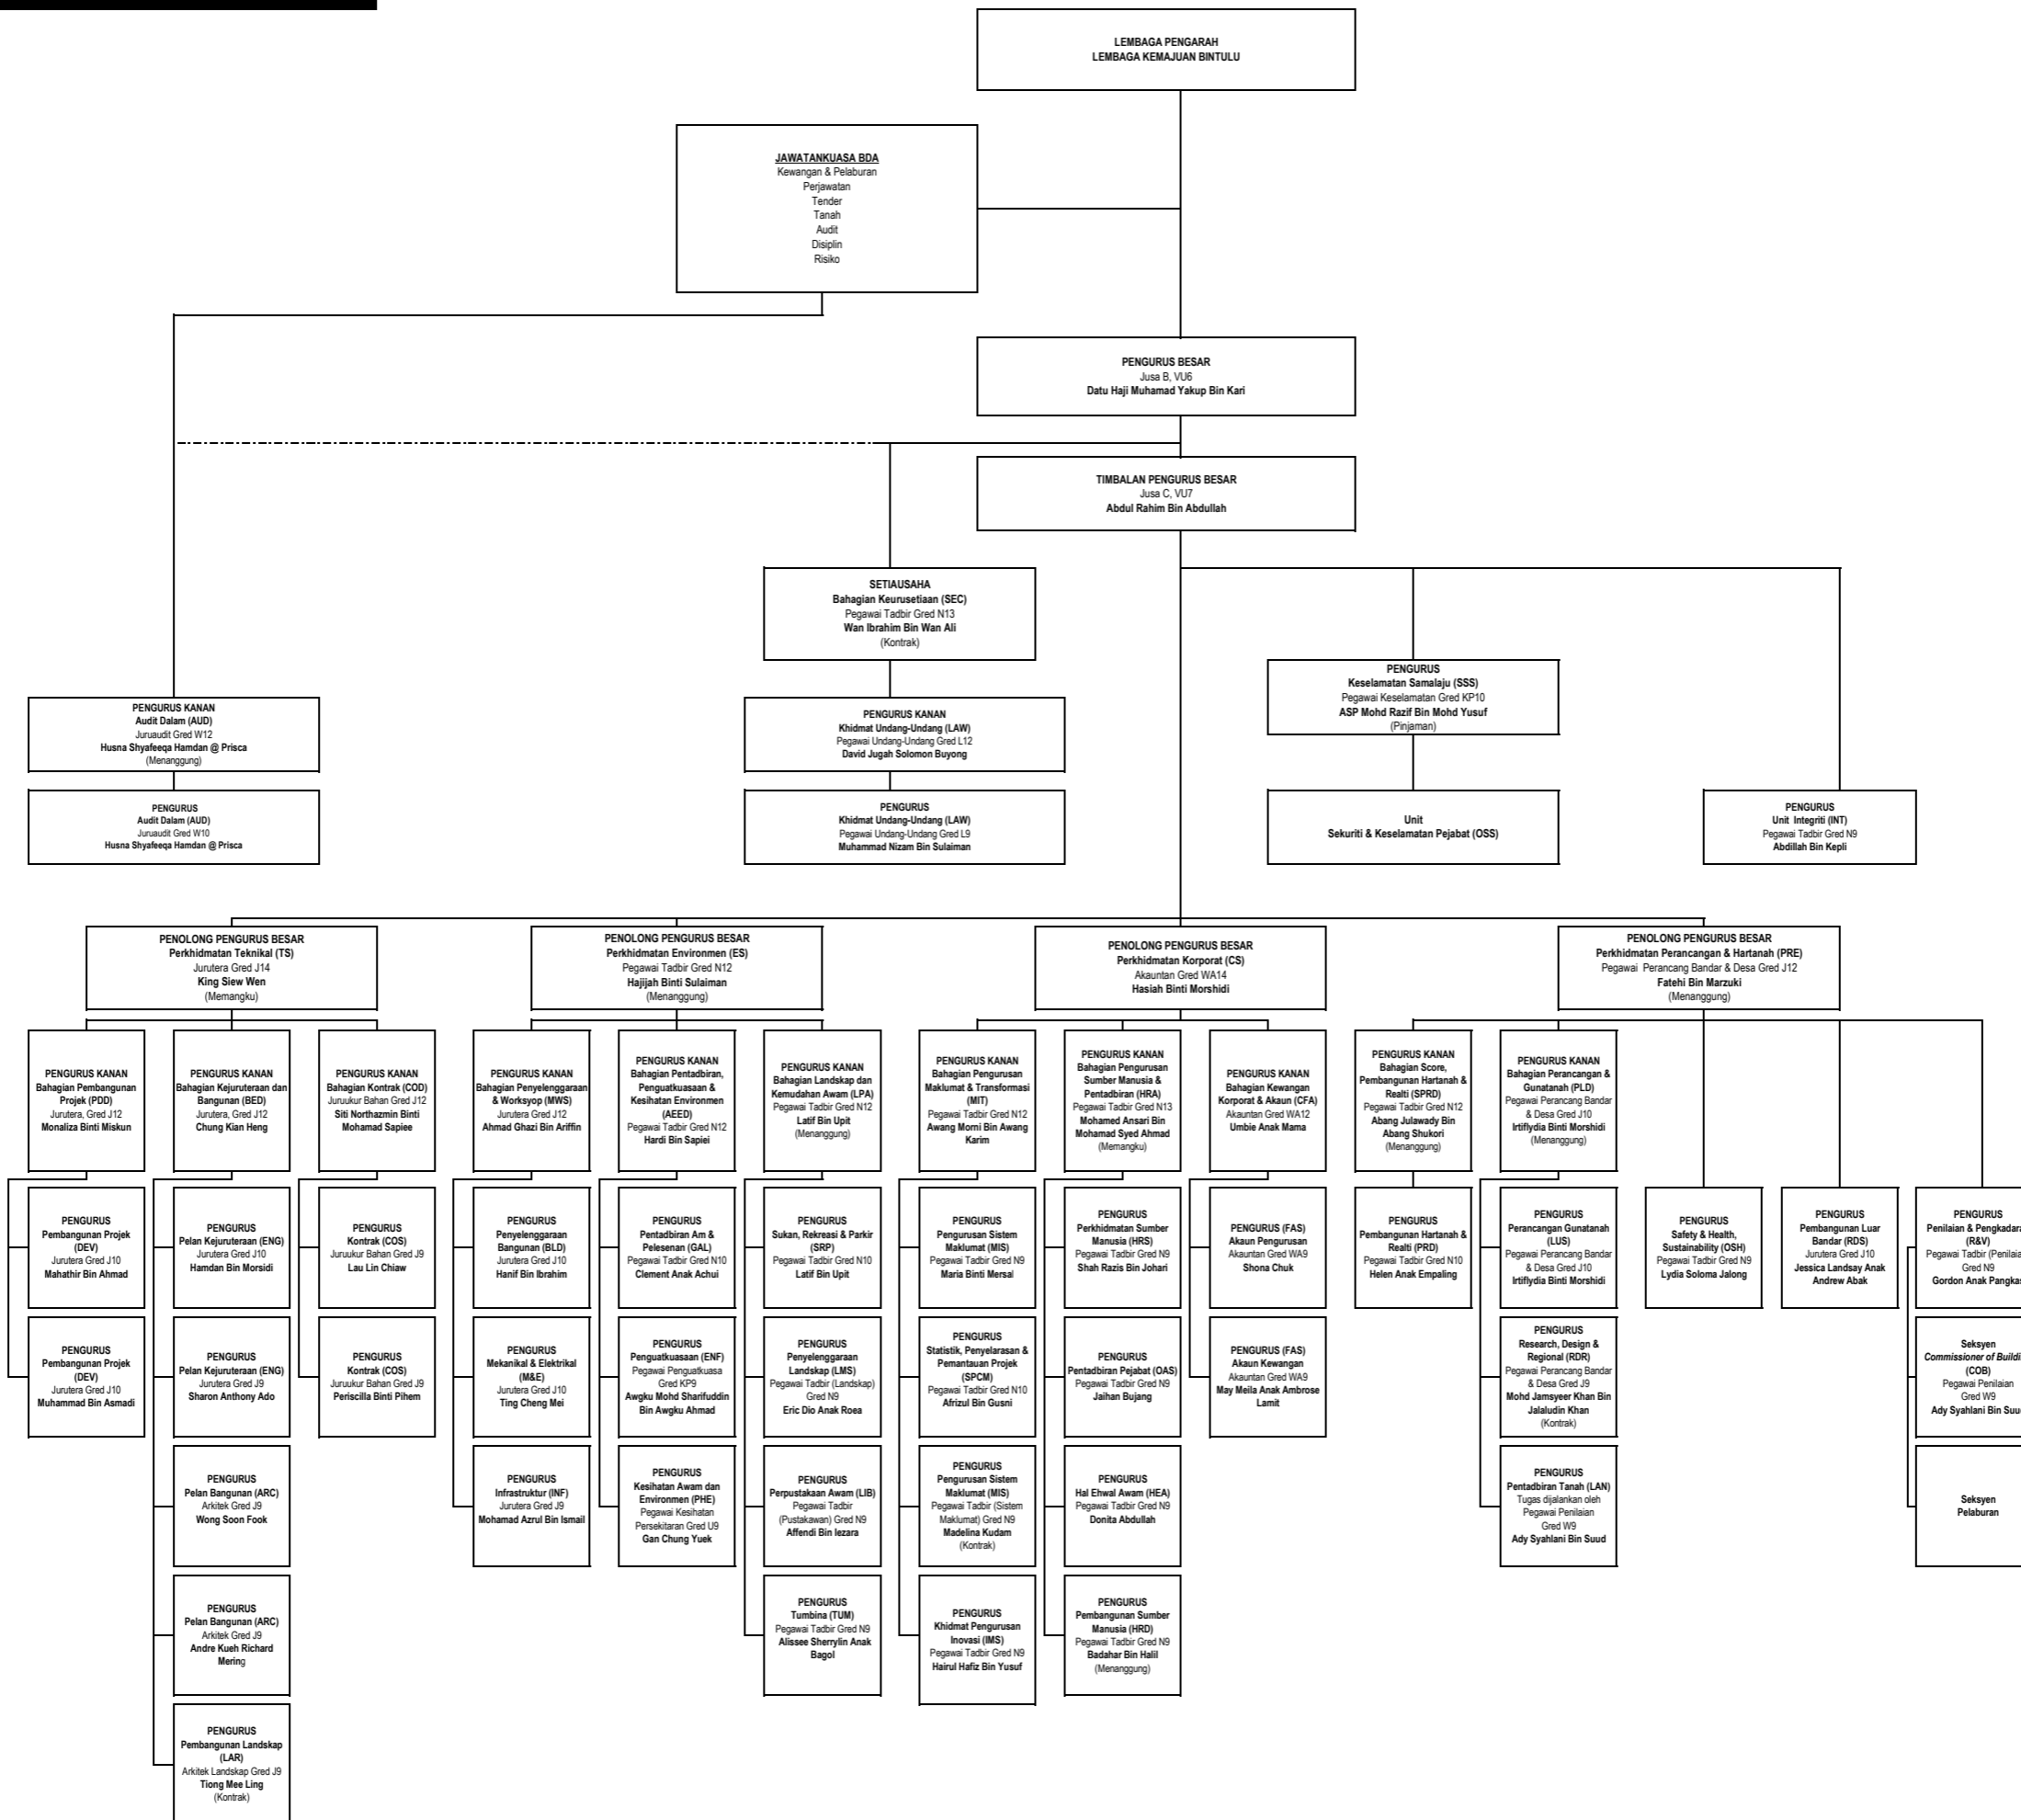 LEMBAGA PENGARAH
LEMBAGA KEMAJUAN BINTULU
JAWATANKUASA BDA
Kewangan & Pelaburan
Perjawatan
Tender
Tanah
Audit
Disiplin
Risiko
PENGURUS BESAR
Jusa B, VU6
Datu Haji Muhamad Yakup Bin Kari
TIMBALAN PENGURUS BESAR
Jusa C, VU7
Abdul Rahim Bin Abdullah
SETIAUSAHA
Bahagian Keurusetiaan (SEC)
Pegawai Tadbir Gred N13
Wan Ibrahim Bin Wan Ali
(Kontrak)
PENGURUS KANAN
Audit Dalam (AUD)
Juruaudit Gred W12
Husna Shyafeeqa Hamdan @ Prisca
(Menanggung)
PENGURUS
Audit Dalam (AUD)
Juruaudit Gred W10
Husna Shyafeeqa Hamdan @ Prisca
PENGURUS KANAN
Khidmat Undang-Undang (LAW)
Pegawai Undang-Undang Gred L12
David Jugah Solomon Buyong
PENGURUS
Khidmat Undang-Undang (LAW)
Pegawai Undang-Undang Gred L9
Muhammad Nizam Bin Sulaiman
PENGURUS
Keselamatan Samalaju (SSS)
Pegawai Keselamatan Gred KP10
ASP Mohd Razif Bin Mohd Yusuf
(Pinjaman)
Unit
Sekuriti & Keselamatan Pejabat (OSS)
PENGURUS
Unit Integriti (INT)
Pegawai Tadbir Gred N9
Abdillah Bin Kepli
PENOLONG PENGURUS BESAR
Perkhidmatan Teknikal (TS)
Jurutera Gred J14
King Siew Wen
(Memangku)
PENOLONG PENGURUS BESAR
Perkhidmatan Environmen (ES)
Pegawai Tadbir Gred N12
Hajijah Binti Sulaiman
(Menanggung)
PENOLONG PENGURUS BESAR
Perkhidmatan Korporat (CS)
Akauntan Gred WA14
Hasiah Binti Morshidi
PENOLONG PENGURUS BESAR
Perkhidmatan Perancangan & Hartanah (PRE)
Pegawai Perancang Bandar & Desa Gred J12
Fatehi Bin Marzuki
(Menanggung)
PENGURUS KANAN
Bahagian Pembangunan
Projek (PDD)
Jurutera, Gred J12
Monaliza Binti Miskun
PENGURUS KANAN
Bahagian Kejuruteraan dan
Bangunan (BED)
Jurutera, Gred J12
Chung Kian Heng
PENGURUS KANAN
Bahagian Kontrak (COD)
Juruukur Bahan Gred J12
Siti Northazmin Binti
Mohamad Sapiee
PENGURUS KANAN
Bahagian Penyelenggaraan
& Worksyop (MWS)
Jurutera Gred J12
Ahmad Ghazi Bin Ariffin
PENGURUS KANAN
Bahagian Pentadbiran,
Penguatkuasaan &
Kesihatan Environmen
(AEED)
Pegawai Tadbir Gred N12
Hardi Bin Sapiei
PENGURUS KANAN
Bahagian Landskap dan
Kemudahan Awam (LPA)
Pegawai Tadbir Gred N12
Latif Bin Upit
(Menanggung)
PENGURUS KANAN
Bahagian Pengurusan
Maklumat & Transformasi
(MIT)
Pegawai Tadbir Gred N12
Awang Momi Bin Awang
Karim
PENGURUS KANAN
Bahagian Pengurusan
Sumber Manusia &
Pentadbiran (HRA)
Pegawai Tadbir Gred N13
Mohamed Ansari Bin
Mohamad Syed Ahmad
(Memangku)
PENGURUS KANAN
Bahagian Kewangan
Korporat & Akaun (CFA)
Akauntan Gred WA12
Umbie Anak Mama
PENGURUS KANAN
Bahagian Score,
Pembangunan Hartanah &
Realti (SPRD)
Pegawai Tadbir Gred N12
Abang Julawady Bin
Abang Shukori
(Menanggung)
PENGURUS KANAN
Bahagian Perancangan &
Gunatanah (PLD)
Pegawai Perancang Bandar
& Desa Gred J10
Irtiflydia Binti Morshidi
(Menanggung)
PENGURUS
Pembangunan Projek
(DEV)
Jurutera Gred J10
Mahathir Bin Ahmad
PENGURUS
Pelan Kejuruteraan (ENG)
Jurutera Gred J10
Hamdan Bin Morsidi
PENGURUS
Kontrak (COS)
Juruukur Bahan Gred J9
Lau Lin Chiaw
PENGURUS
Penyelenggaraan
Bangunan (BLD)
Jurutera Gred J10
Hanif Bin Ibrahim
PENGURUS
Pentadbiran Am &
Pelesenan (GAL)
Pegawai Tadbir Gred N10
Clement Anak Achui
PENGURUS
Sukan, Rekreasi & Parkir
(SRP)
Pegawai Tadbir Gred N10
Latif Bin Upit
PENGURUS
Pengurusan Sistem
Maklumat (MIS)
Pegawai Tadbir Gred N9
Maria Binti Mersal
PENGURUS
Perkhidmatan Sumber
Manusia (HRS)
Pegawai Tadbir Gred N9
Shah Razis Bin Johari
PENGURUS (FAS)
Akaun Pengurusan
Akauntan Gred WA9
Shona Chuk
PENGURUS
Pembangunan Hartanah &
Realti (PRD)
Pegawai Tadbir Gred N10
Helen Anak Empaling
PENGURUS
Perancangan Gunatanah
(LUS)
Pegawai Perancang Bandar
& Desa Gred J10
Irtiflydia Binti Morshidi
PENGURUS
Safety & Health,
Sustainability (OSH)
Pegawai Tadbir Gred N9
Lydia Soloma Jalong
PENGURUS
Pembangunan Luar
Bandar (RDS)
Jurutera Gred J10
Jessica Landsay Anak
Andrew Abak
PENGURUS
Penilaian & Pengkadara
(R&V)
Pegawai Tadbir (Penilaia
Gred N9
Gordon Anak Pangkas
PENGURUS
Pembangunan Projek
(DEV)
Jurutera Gred J10
Muhammad Bin Asmadi
PENGURUS
Pelan Kejuruteraan (ENG)
Jurutera Gred J9
Sharon Anthony Ado
PENGURUS
Kontrak (COS)
Juruukur Bahan Gred J9
Periscilla Binti Pihem
PENGURUS
Mekanikal & Elektrikal
(M&E)
Jurutera Gred J10
Ting Cheng Mei
PENGURUS
Penguatkuasaan (ENF)
Pegawai Penguatkuasa
Gred KP9
Awgku Mohd Sharifuddin
Bin Awgku Ahmad
PENGURUS
Penyelenggaraan
Landskap (LMS)
Pegawai Tadbir (Landskap)
Gred N9
Eric Dio Anak Roea
PENGURUS
Statistik, Penyelarasan &
Pemantauan Projek
(SPCM)
Pegawai Tadbir Gred N10
Afrizul Bin Gusni
PENGURUS
Pentadbiran Pejabat (OAS)
Pegawai Tadbir Gred N9
Jaihan Bujang
PENGURUS (FAS)
Akaun Kewangan
Akauntan Gred WA9
May Meila Anak Ambrose
Lamit
PENGURUS
Research, Design &
Regional (RDR)
Pegawai Perancang Bandar
& Desa Gred J9
Mohd Jamsyeer Khan Bin
Jalaludin Khan
(Kontrak)
Seksyen
Commissioner of Buildi
(COB)
Pegawai Penilaian
Gred W9
Ady Syahlani Bin Suud
PENGURUS
Pelan Bangunan (ARC)
Arkitek Gred J9
Wong Soon Fook
PENGURUS
Infrastruktur (INF)
Jurutera Gred J9
Mohamad Azrul Bin Ismail
PENGURUS
Kesihatan Awam dan
Environmen (PHE)
Pegawai Kesihatan
Persekitaran Gred U9
Gan Chung Yuek
PENGURUS
Perpustakaan Awam (LIB)
Pegawai Tadbir
(Pustakawan) Gred N9
Affendi Bin Iezara
PENGURUS
Pengurusan Sistem
Maklumat (MIS)
Pegawai Tadbir (Sistem
Maklumat) Gred N9
Madelina Kudam
(Kontrak)
PENGURUS
Hal Ehwal Awam (HEA)
Pegawai Tadbir Gred N9
Donita Abdullah
PENGURUS
Pentadbiran Tanah (LAN)
Tugas dijalankan oleh
Pegawai Penilaian
Gred W9
Ady Syahlani Bin Suud
Seksyen
Pelaburan
PENGURUS
Pelan Bangunan (ARC)
Arkitek Gred J9
Andre Kueh Richard
Mering
PENGURUS
Tumbina (TUM)
Pegawai Tadbir Gred N9
Alissee Sherrylin Anak
Bagol
PENGURUS
Khidmat Pengurusan
Inovasi (IMS)
Pegawai Tadbir Gred N9
Hairul Hafiz Bin Yusuf
PENGURUS
Pembangunan Sumber
Manusia (HRD)
Pegawai Tadbir Gred N9
Badahar Bin Halil
(Menanggung)
PENGURUS
Pembangunan Landskap
(LAR)
Arkitek Landskap Gred J9
Tiong Mee Ling
(Kontrak)